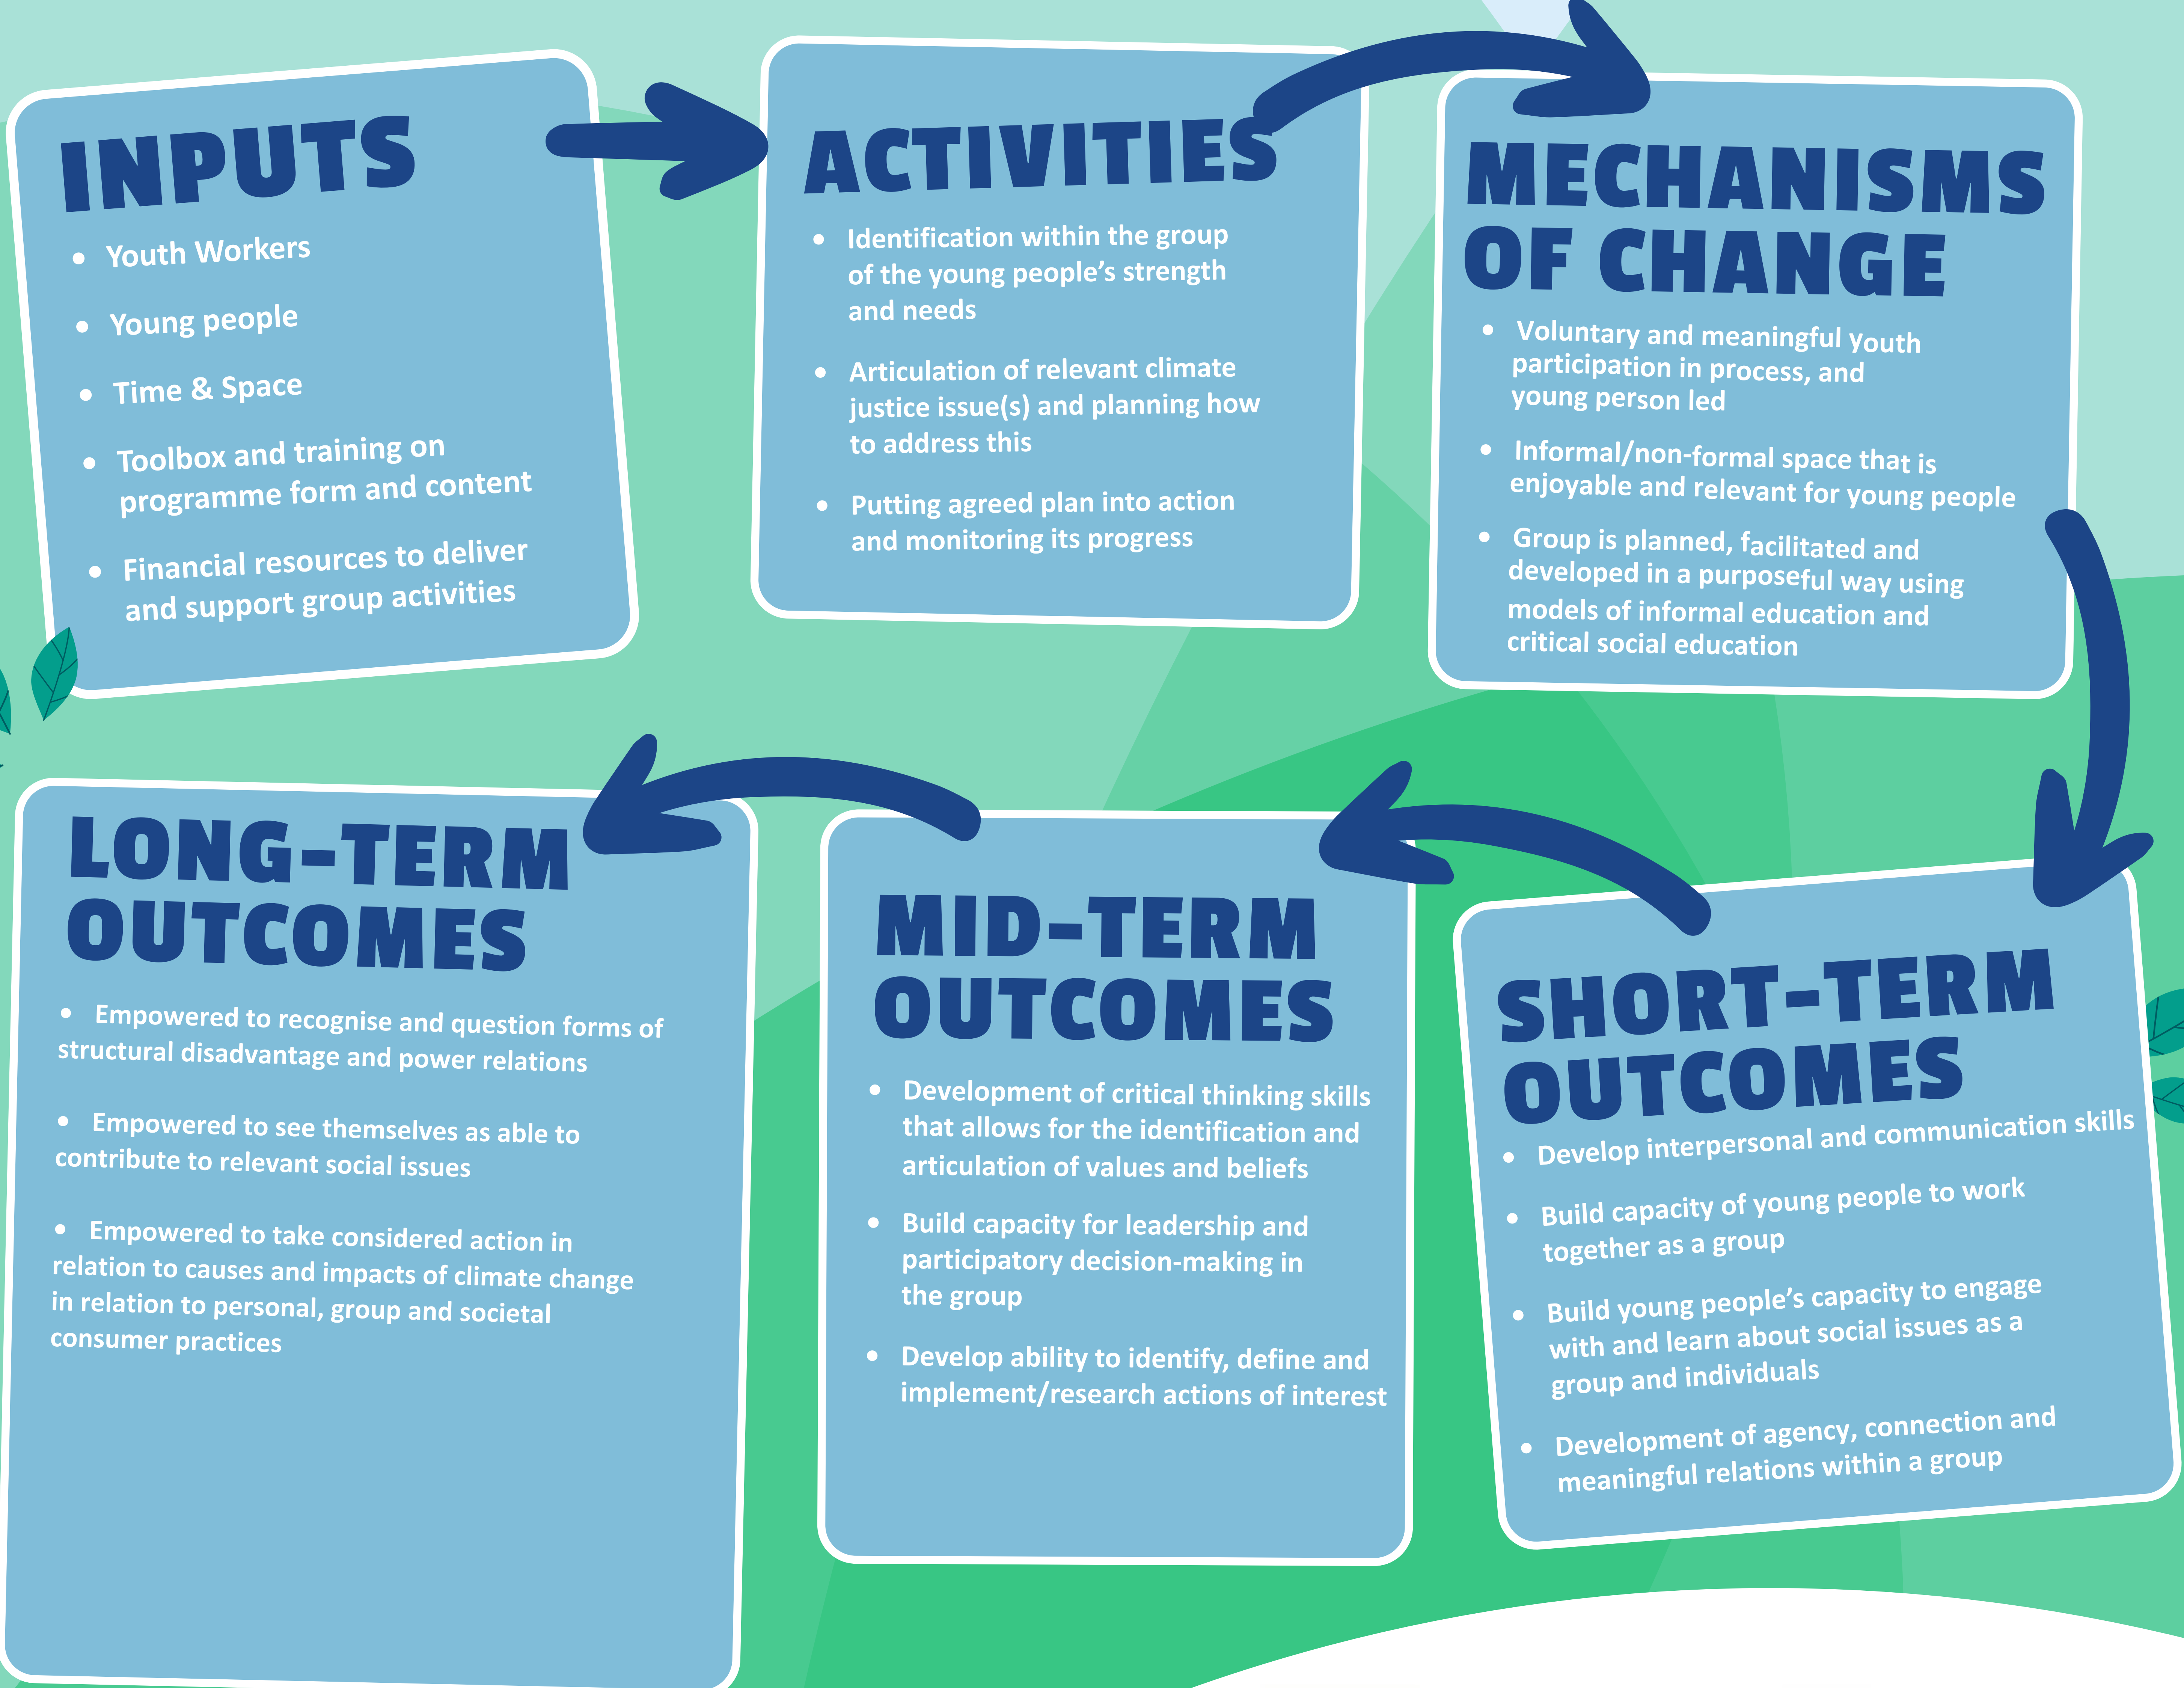 INPUTS
• Youth Workers
• Young people
• Time & Space
• Toolbox and training on
programme form and content
• Financial resources to deliver
and support group activities
ACTIVITIES
• Identification within the group
of the young people’s strength
and needs
• Articulation of relevant climate
justice issue(s) and planning how
to address this
• Putting agreed plan into action
and monitoring its progress
MECHANISMS
OF CHANGE
• Voluntary and meaningful youth
participation in process, and
young person led
• Informal/non-formal space that is
enjoyable and relevant for young people
• Group is planned, facilitated and
developed in a purposeful way using
models of informal education and
critical social education
SHORT-TERM
OUTCOMES
• Develop interpersonal and communication skills
• Build capacity of young people to work
together as a group
• Build young people’s capacity to engage
with and learn about social issues as a
group and individuals
• Development of agency, connection and
meaningful relations within a group
MID-TERM
OUTCOMES
• Development of critical thinking skills
that allows for the identification and
articulation of values and beliefs
• Build capacity for leadership and
participatory decision-making in
the group
• Develop ability to identify, define and
implement/research actions of interest
LONG-TERM
OUTCOMES
• Empowered to recognise and question forms of
structural disadvantage and power relations
• Empowered to see themselves as able to
contribute to relevant social issues
• Empowered to take considered action in
relation to causes and impacts of climate change
in relation to personal, group and societal
consumer practices